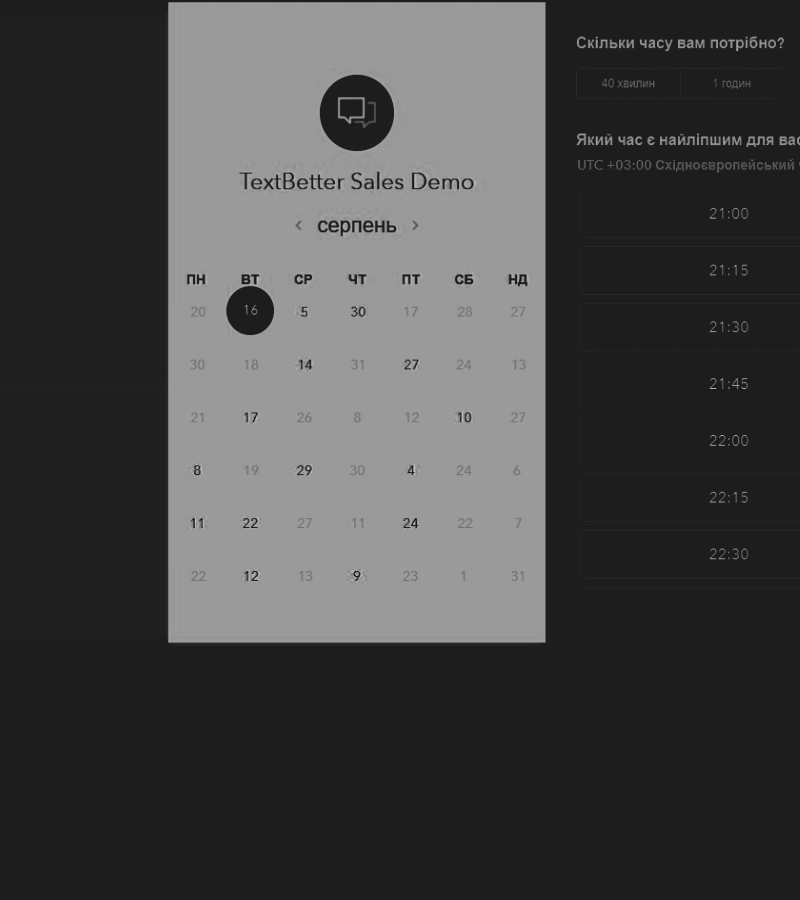 TextBetter Sales Demo
серпень
ПН ВТ СР ЧТ ПТ СБ НД
20 16 5 30 17 28 27
30 18 14 31 27 24 13
21 17 26 8 12 10 27
8 19 29 30 4 24 6
11 22 27 11 24 22 7
22 12 13 9 23 1 31
Скільки часу вам потрібно?
40 хвилин 1 годин
Який час є найліпшим для вас
UTC +03:00 Східноєвропейський
21:00
21:15
21:30
21:45
22:00
22:15
22:30